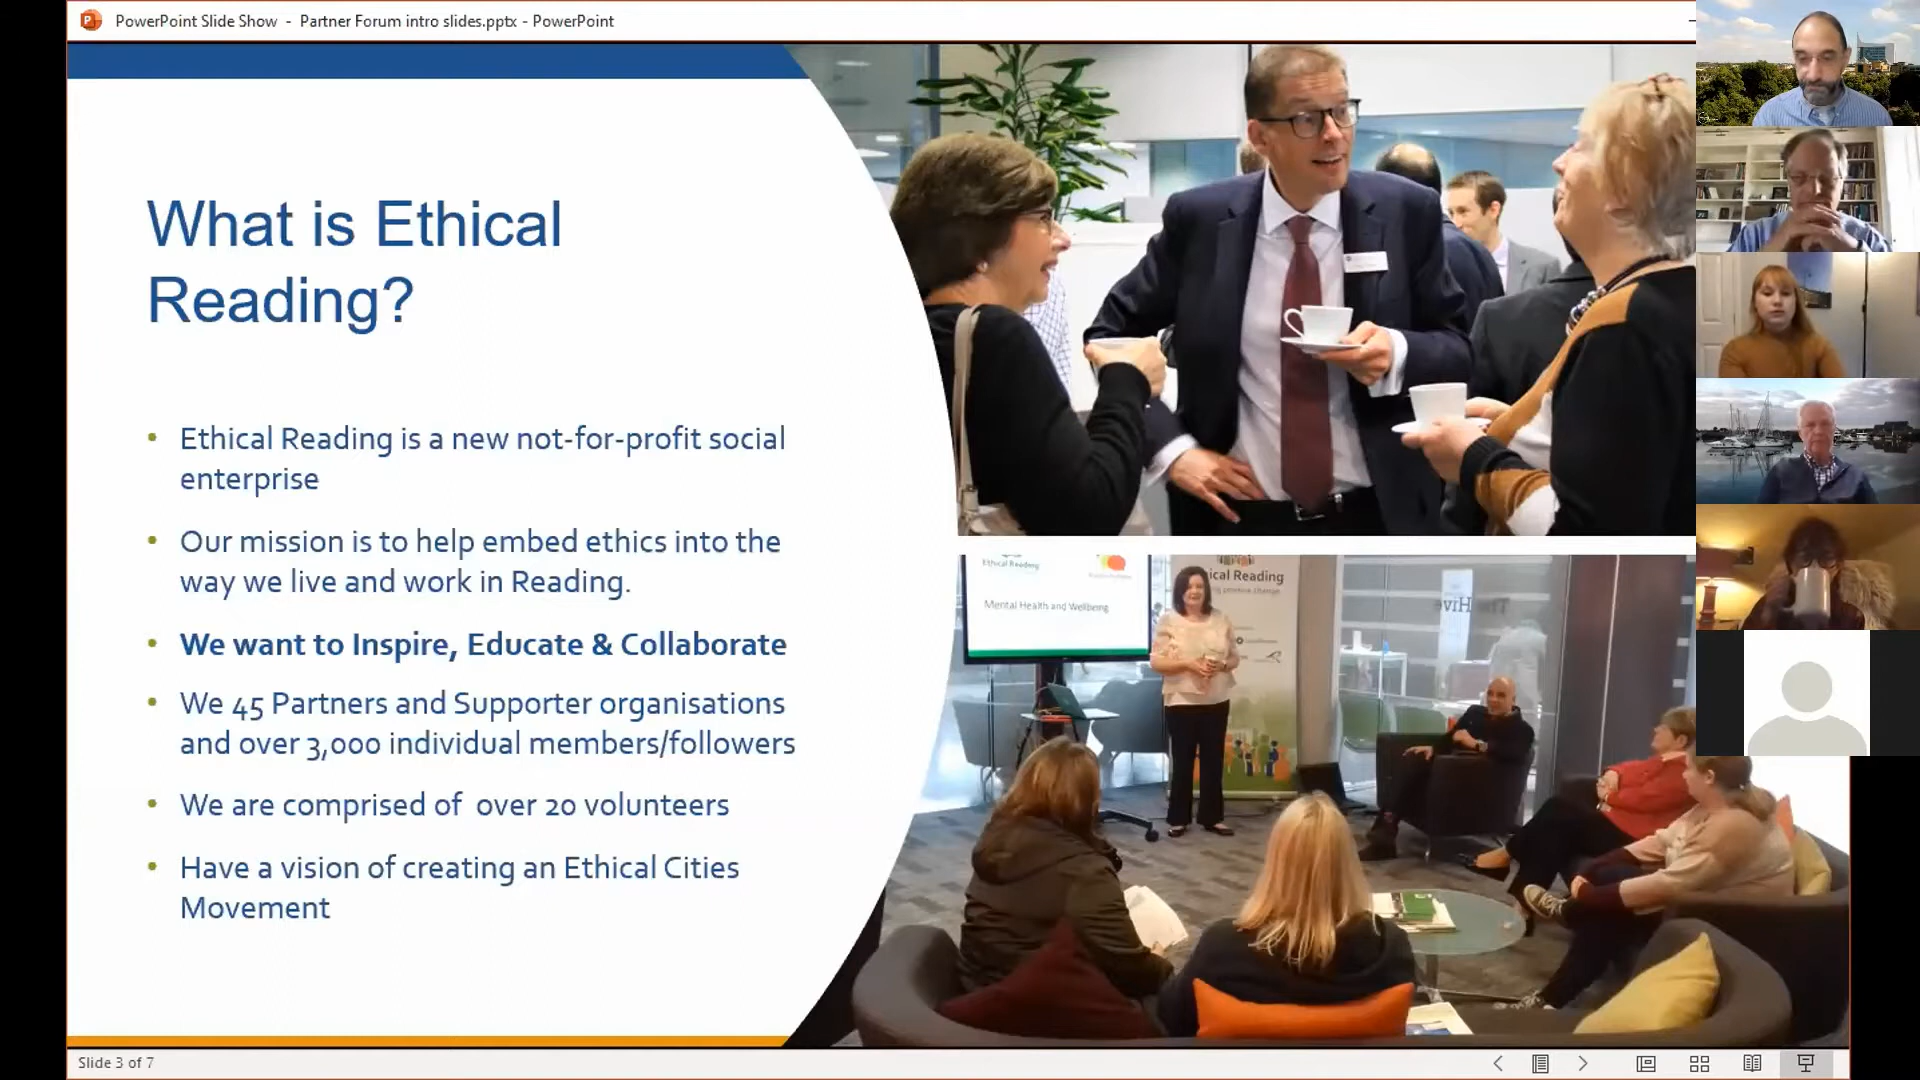 PowerPoint Slide Show - Partner Forum intro slides.pptx - PowerPoint
What is Ethical
Reading?
• Ethical Reading is a new not-for-profit social
enterprise
• Our mission is to help embed ethics into the
way we live and work in Reading.
• We want to Inspire, Educate & Collaborate
• We 45 Partners and Supporter organisations
and over 3,000 individual members/followers
• We are comprised of over 20 volunteers
• Have a vision of creating an Ethical Cities
Movement
Ethical Reading
Mental Health and Wellbeing
ical Reading
The Hive
Slide 3 of 7